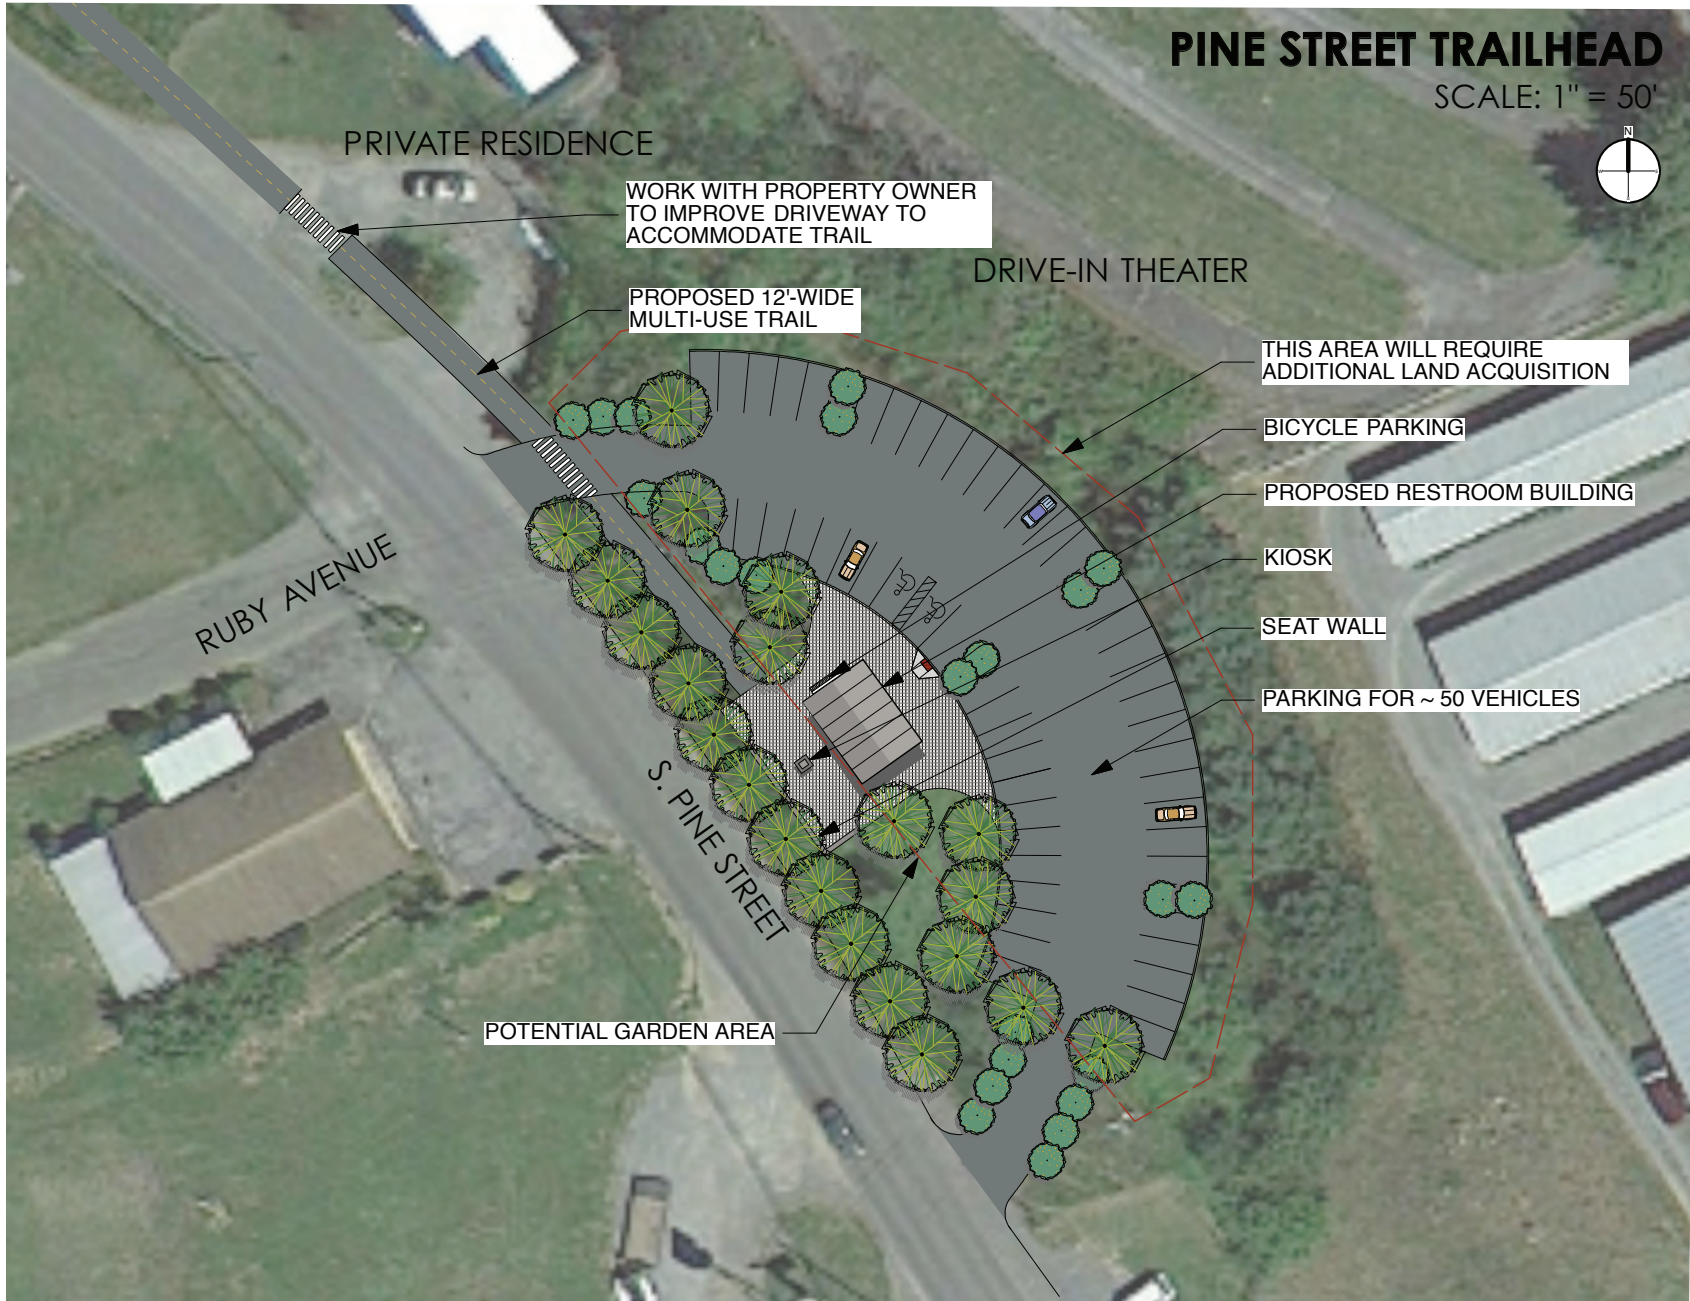 PINE STREET TRAILHEAD
SCALE: 1" = 50'
N
PRIVATE RESIDENCE
WORK WITH PROPERTY OWNER
TO IMPROVE DRIVEWAY TO
ACCOMMODATE TRAIL
DRIVE-IN THEATER
PROPOSED 12'-WIDE
MULTI-USE TRAIL
THIS AREA WILL REQUIRE
ADDITIONAL LAND ACQUISITION
BICYCLE PARKING
PROPOSED RESTROOM BUILDING
KIOSK
SEAT WALL
PARKING FOR ~ 50 VEHICLES
RUBY AVENUE
S. PINE STREET
POTENTIAL GARDEN AREA